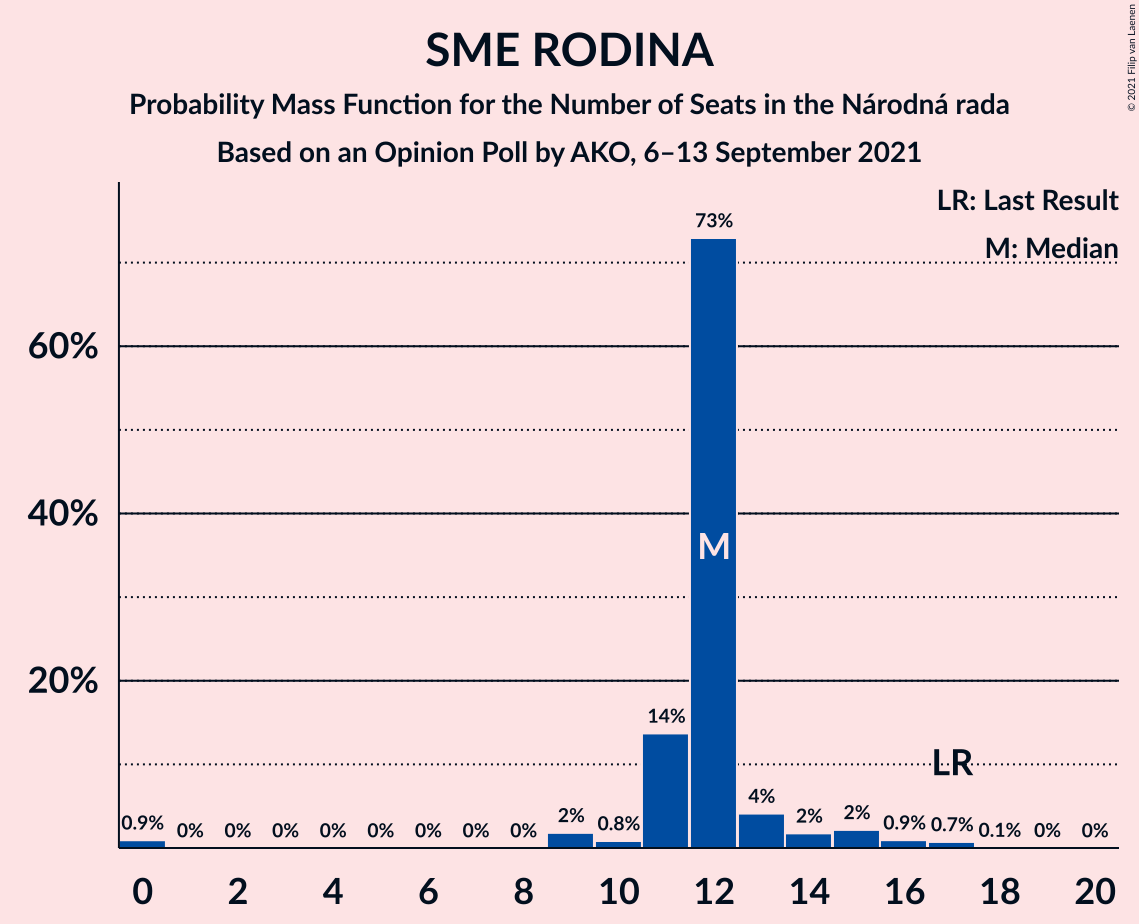 SME RODINA
Probability Mass Function for the Number of Seats in the Národná rada
Based on an Opinion Poll by AKO, 6–13 September 2021
© 2021 Filip van Laenen
LR: Last Result
M: Median
73%
60%
40%
M
20%
14%
LR
4%
2%
2%
2%
0.9%
0%
0%
0%
0%
0%
0%
0%
0%
0.8%
0.9%
0.7%
0.1%
0%
0%
0 2 4 6 8 10 12 14 16 18 20